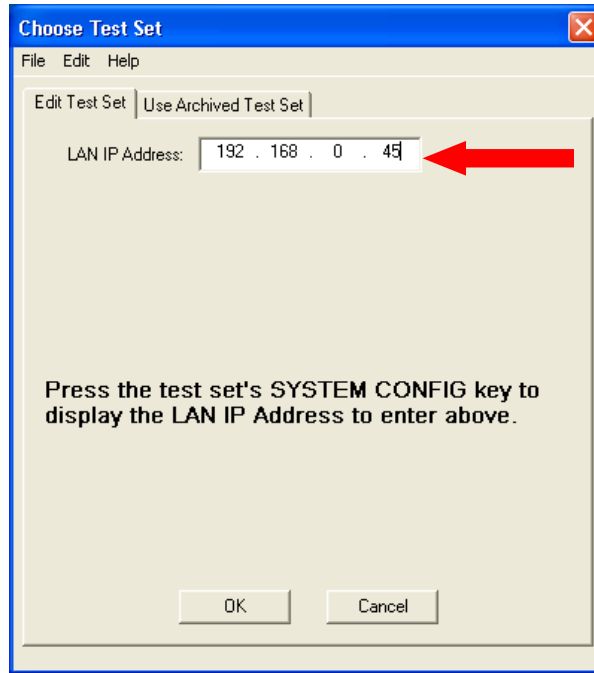 Choose Test Set
File Edit Help
Edit Test Set Use Archived Test Set
LAN IP Address: 192 . 168 . 0 . 45
Press the test set's SYSTEM CONFIG key to
display the LAN IP Address to enter above.
OK Cancel